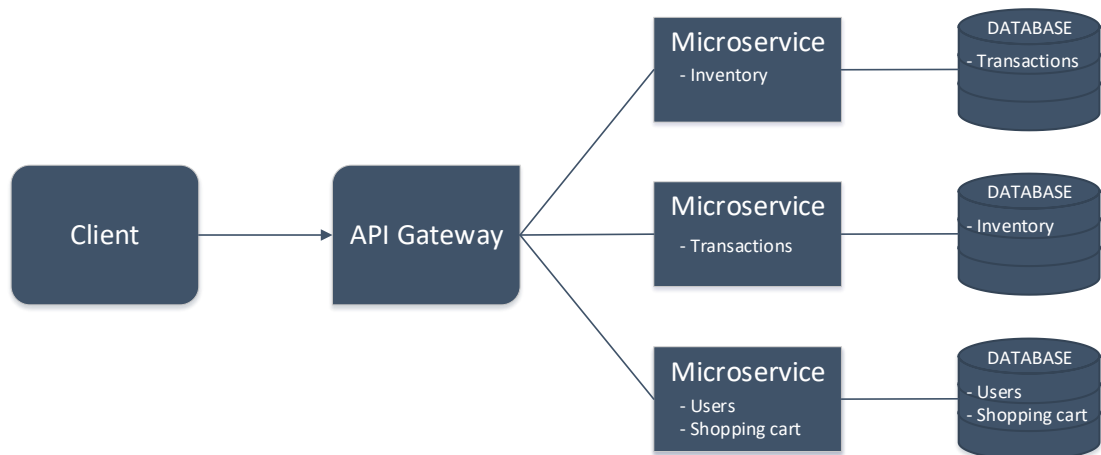 Client
API Gateway
Microservice
- Inventory
DATABASE
- Transactions
Microservice
- Transactions
DATABASE
- Inventory
Microservice
- Users
- Shopping cart
DATABASE
- Users
- Shopping cart